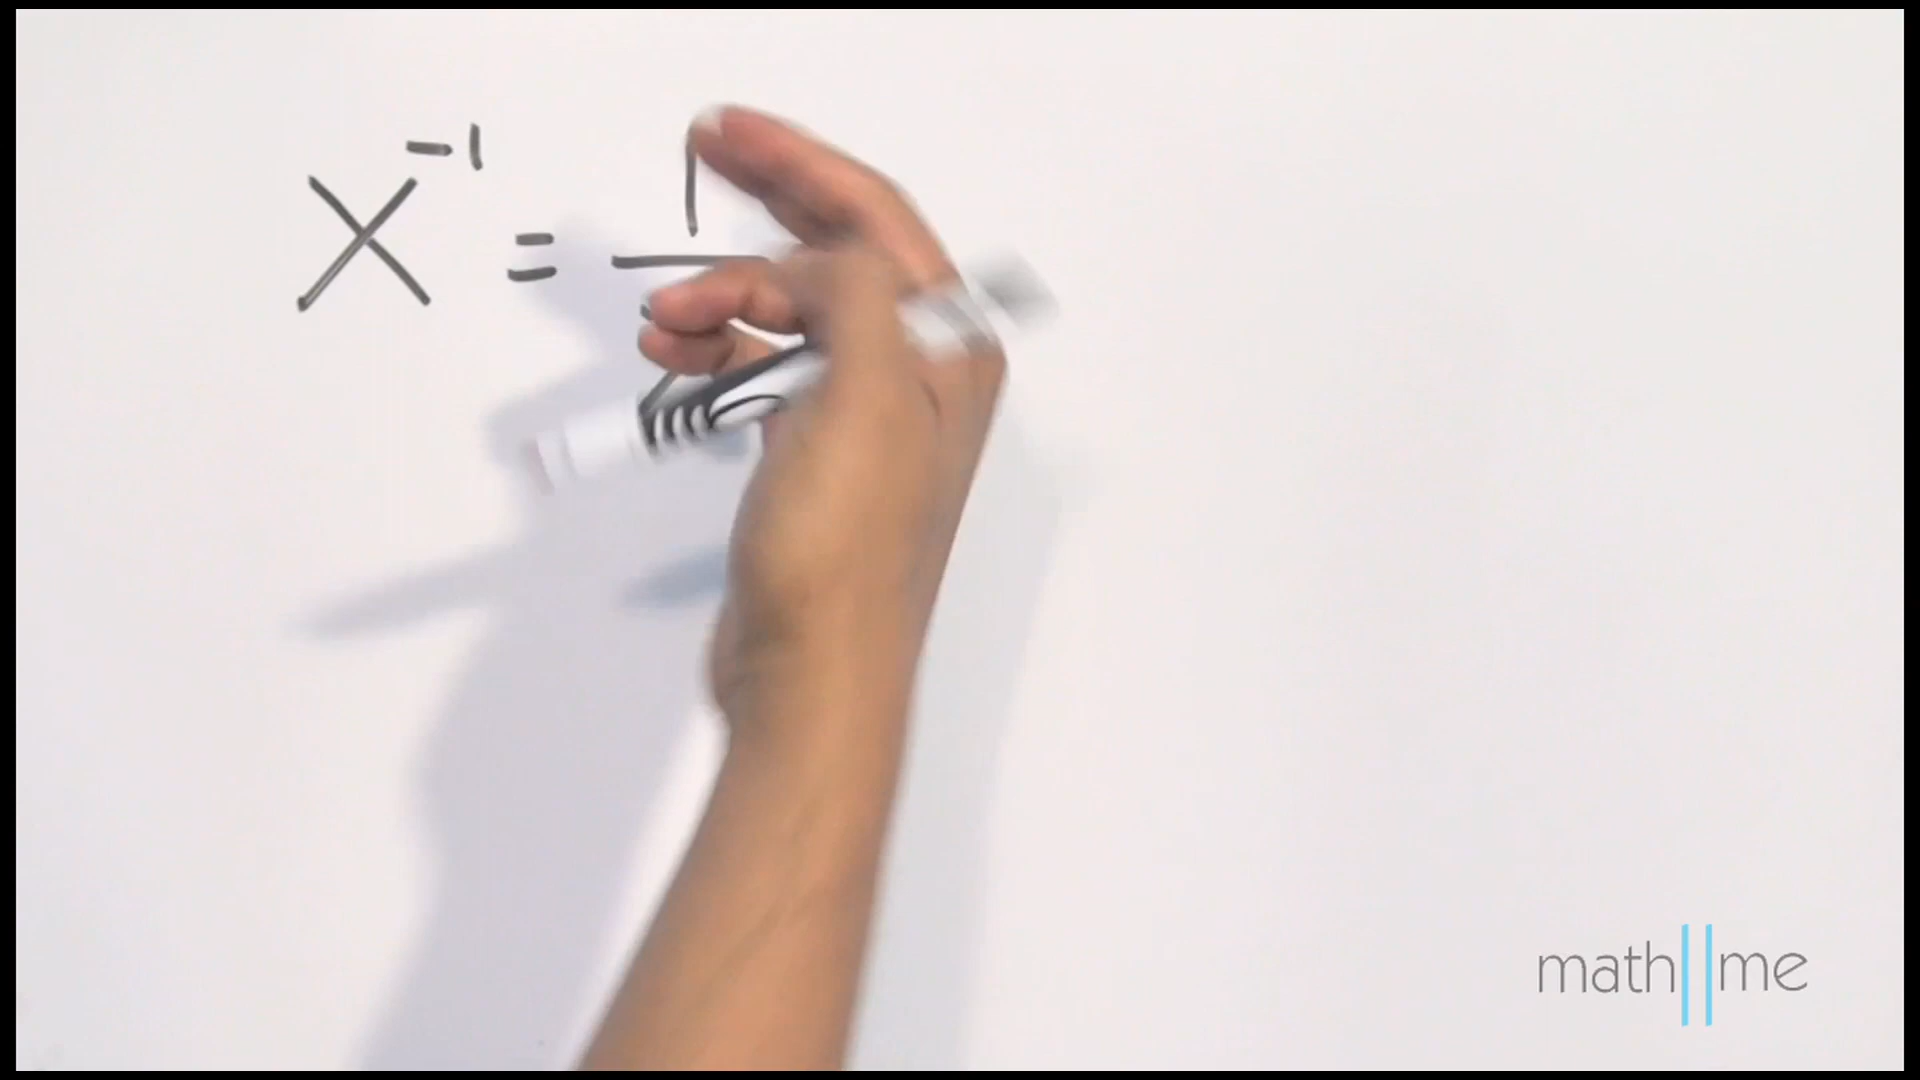 x⁻¹ = 1/
math||me